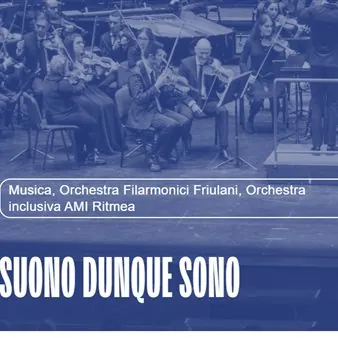 Musica, Orchestra Filarmonici Friulani, Orchestra
inclusiva AMI Ritmea
SUONO DUNQUE SONO